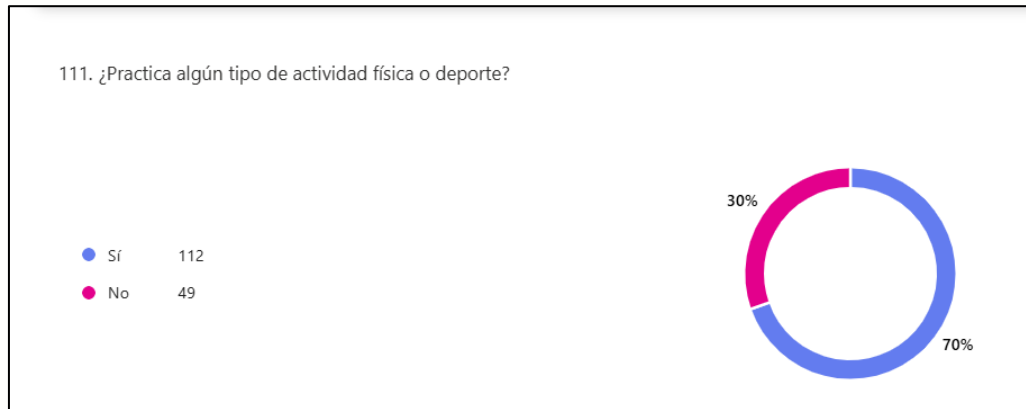 111. ¿Practica algún tipo de actividad física o deporte?
30%
Sí 112
No 49
70%